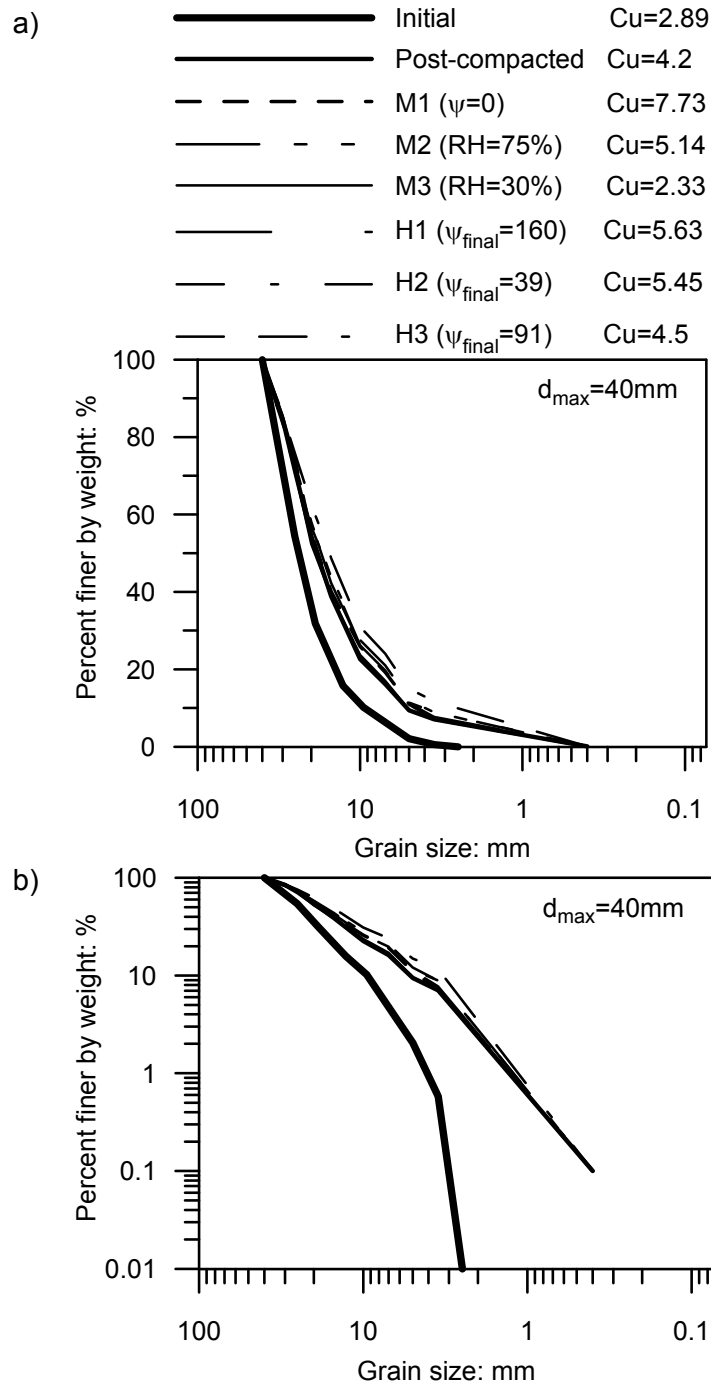 a)
Initial Cu=2.89
Post-compacted Cu=4.2
M1 (ψ=0) Cu=7.73
M2 (RH=75%) Cu=5.14
M3 (RH=30%) Cu=2.33
H1 (ψfinal=160) Cu=5.63
H2 (ψfinal=39) Cu=5.45
H3 (ψfinal=91) Cu=4.5
dmax=40mm
Percent finer by weight: %
100
80
60
40
20
0
100 10 1 0.1
Grain size: mm
b)
dmax=40mm
Percent finer by weight: %
100
10
1
0.1
0.01
100 10 1 0.1
Grain size: mm